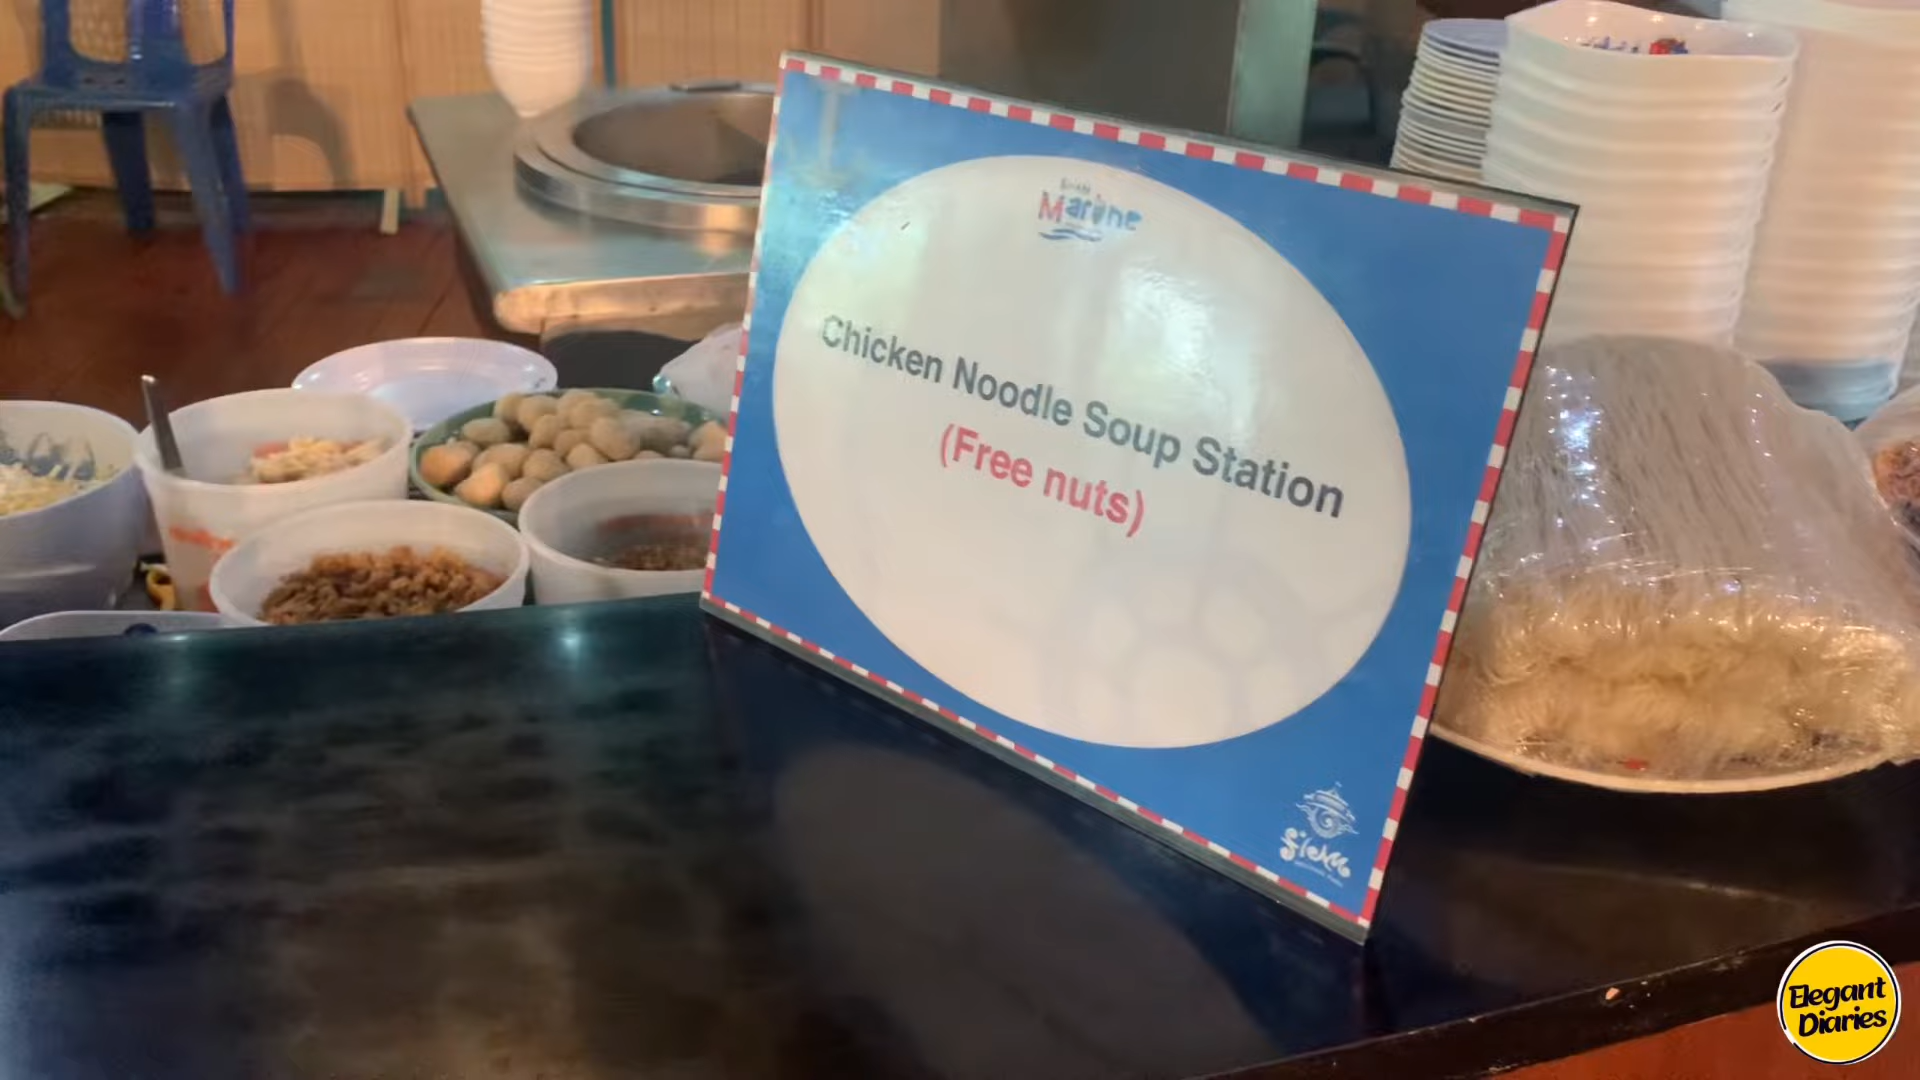 Marine
Chicken Noodle Soup Station
(Free nuts)
Elegant
Diaries